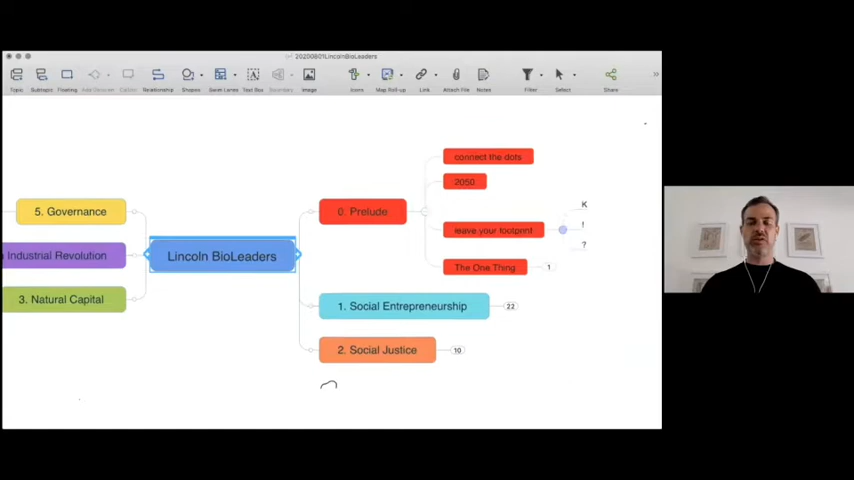 20200601LincolnBioLeaders
Topic
Subtopic
Floating
Relationship
Shapes
Swim Lanes
Text Box
Image
Icons
Map Roll-up
Link
Attach File
Notes
Filter
Select
Share
connect the dots
2050
leave your footprint
K
!
?
The One Thing
1
0. Prelude
5. Governance
Industrial Revolution
Lincoln BioLeaders
3. Natural Capital
1. Social Entrepreneurship
22
2. Social Justice
10